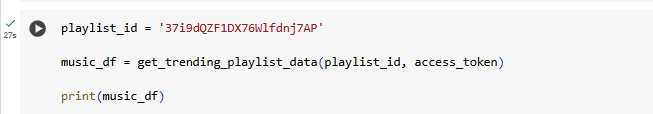 27s
playlist_id = '37i9dQZF1DX76Wlfdnj7AP'
music_df = get_trending_playlist_data(playlist_id, access_token)
print(music_df)